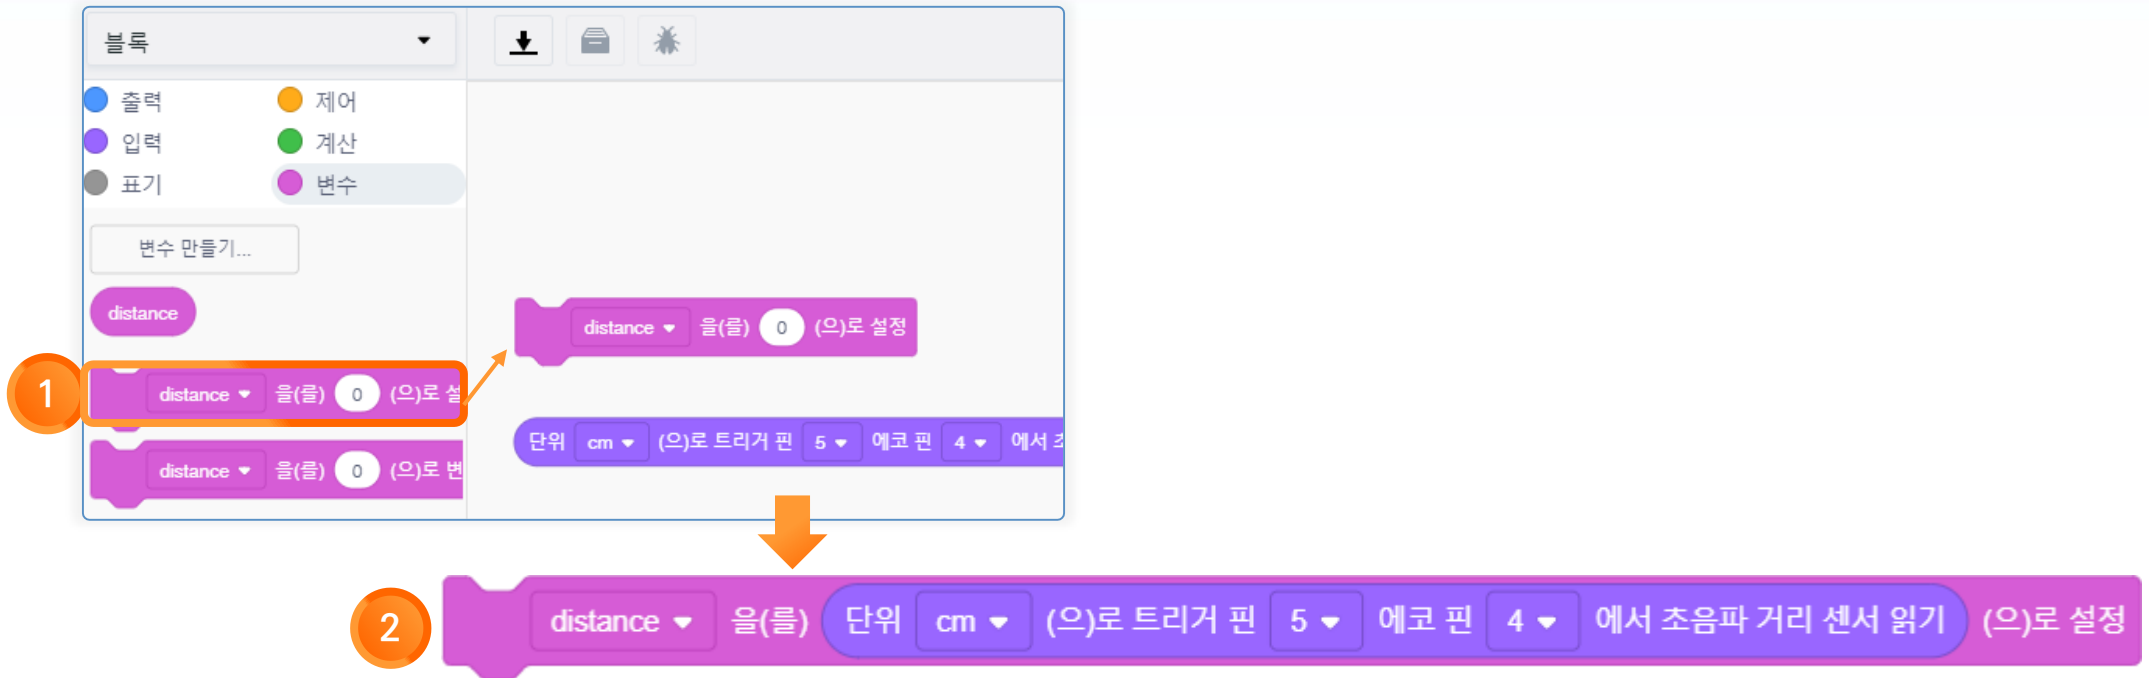 블록
출력
제어
입력
계산
표기
변수
변수 만들기...
distance
1
distance 을(를) 0 (으)로 설
distance 을(를) 0 (으)로 변
distance 을(를) 0 (으)로 설정
단위 cm (으)로 트리거 핀 5 에코 핀 4 에서
2
distance 을(를) 단위 cm (으)로 트리거 핀 5 에코 핀 4 에서 초음파 거리 센서 읽기 (으)로 설정